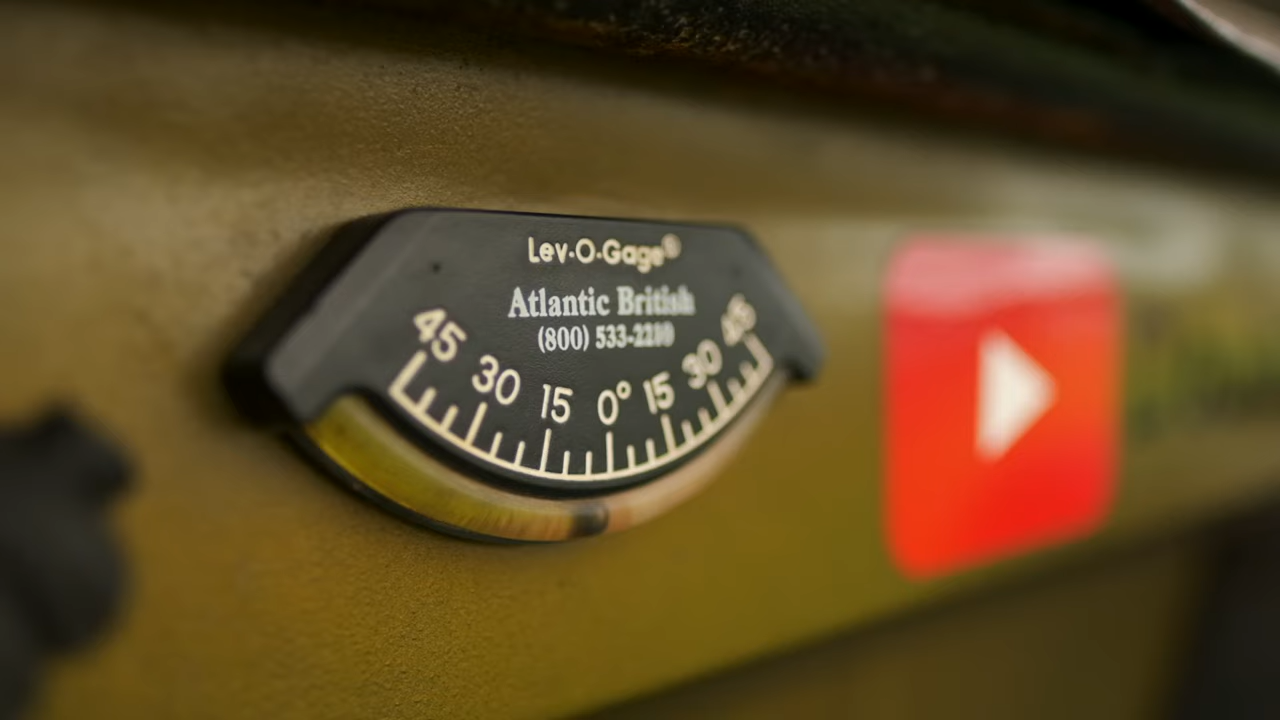 Lev-O-Gage®
Atlantic British
(800) 533-2210
45 30 15 0° 15 30 45